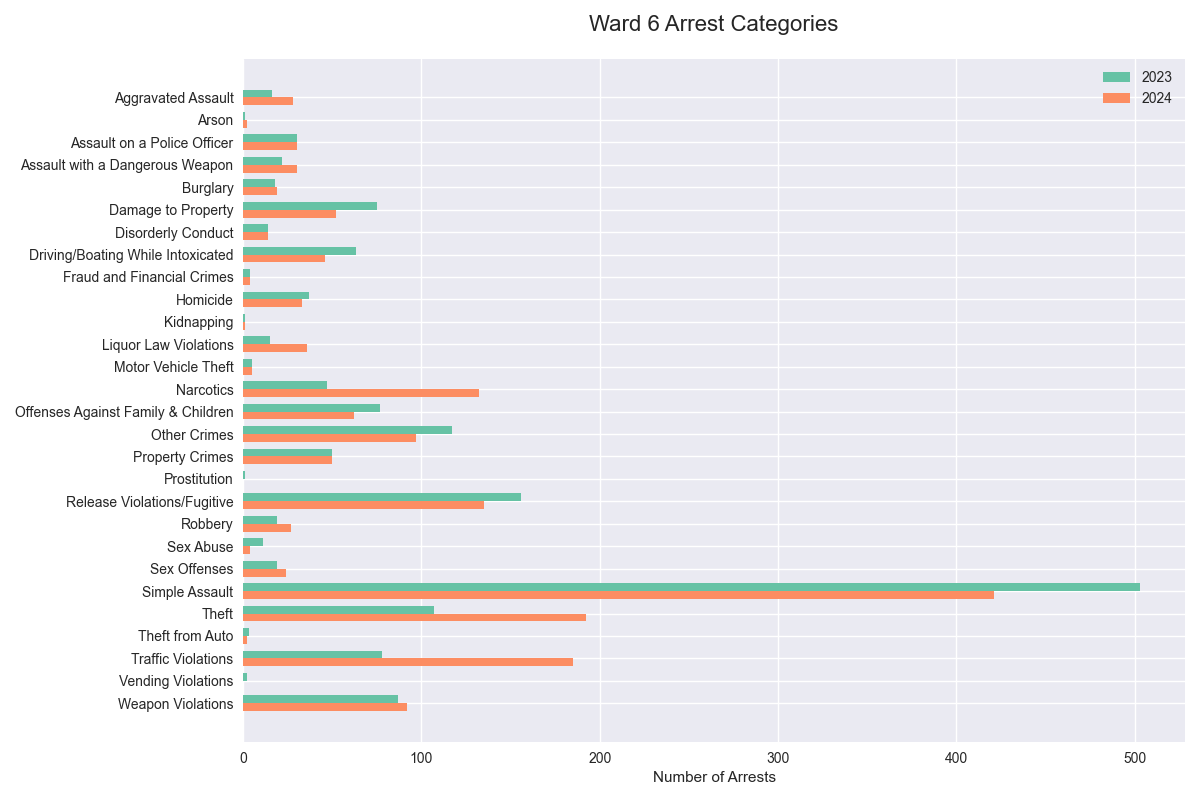 Ward 6 Arrest Categories
2023
2024
Aggravated Assault
Arson
Assault on a Police Officer
Assault with a Dangerous Weapon
Burglary
Damage to Property
Disorderly Conduct
Driving/Boating While Intoxicated
Fraud and Financial Crimes
Homicide
Kidnapping
Liquor Law Violations
Motor Vehicle Theft
Narcotics
Offenses Against Family & Children
Other Crimes
Property Crimes
Prostitution
Release Violations/Fugitive
Robbery
Sex Abuse
Sex Offenses
Simple Assault
Theft
Theft from Auto
Traffic Violations
Vending Violations
Weapon Violations
0 100 200 300 400 500
Number of Arrests